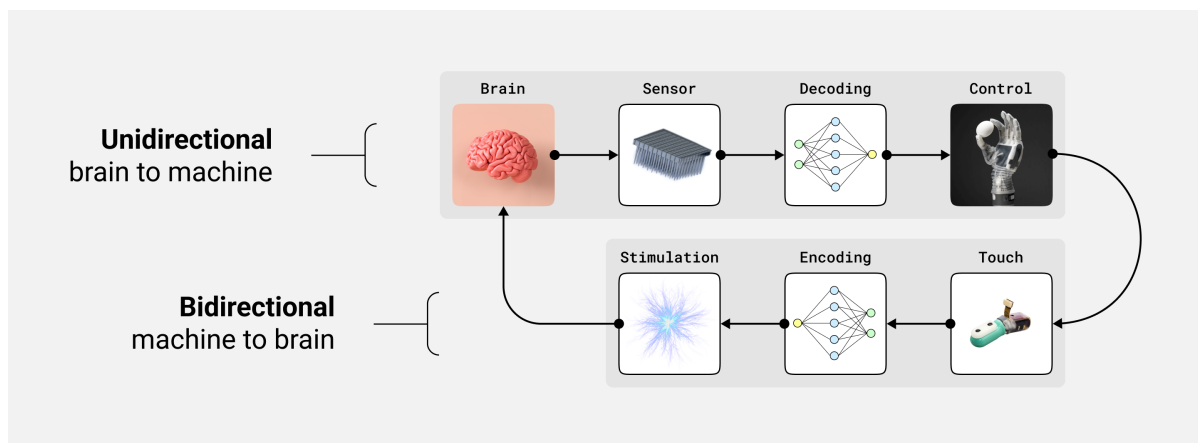 Unidirectional
brain to machine
Brain
Sensor
Decoding
Control
Bidirectional
machine to brain
Stimulation
Encoding
Touch